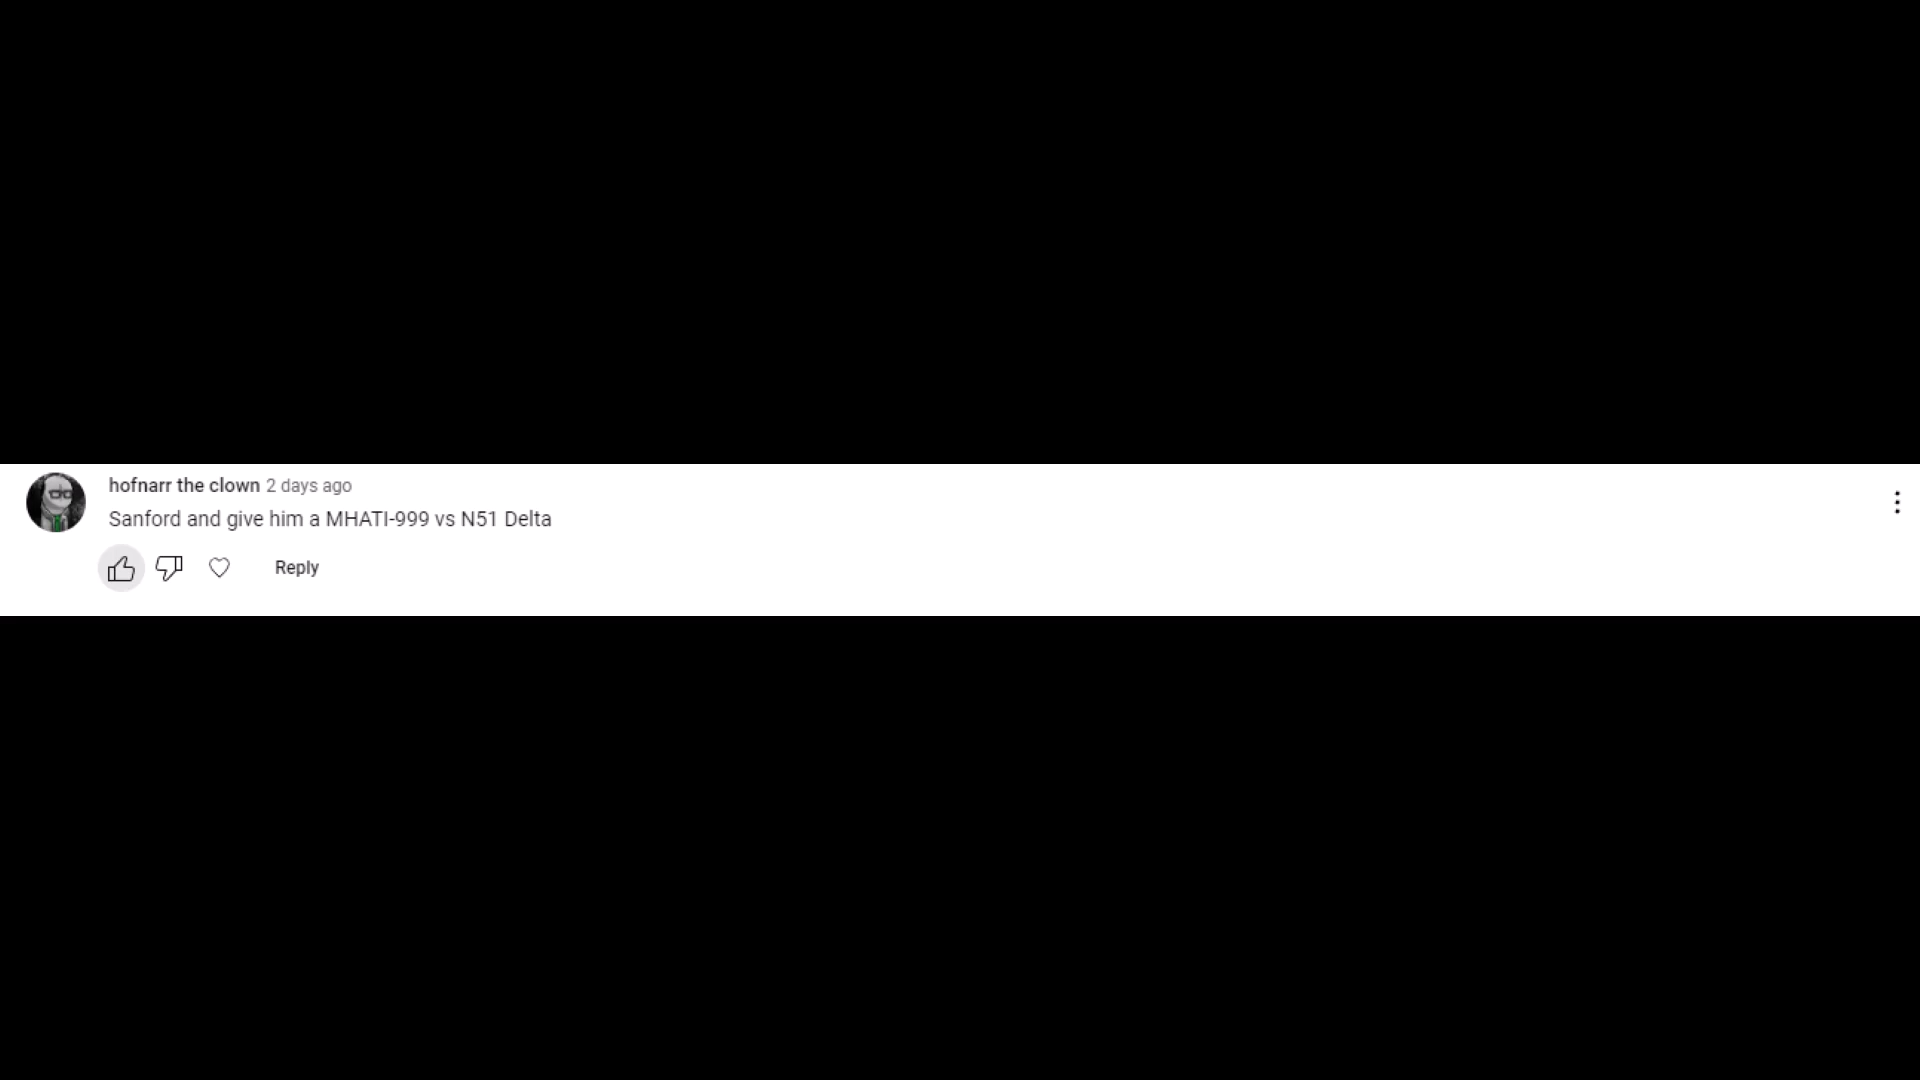 hofnarr the clown 2 days ago
Sanford and give him a MHATI-999 vs N51 Delta
Reply